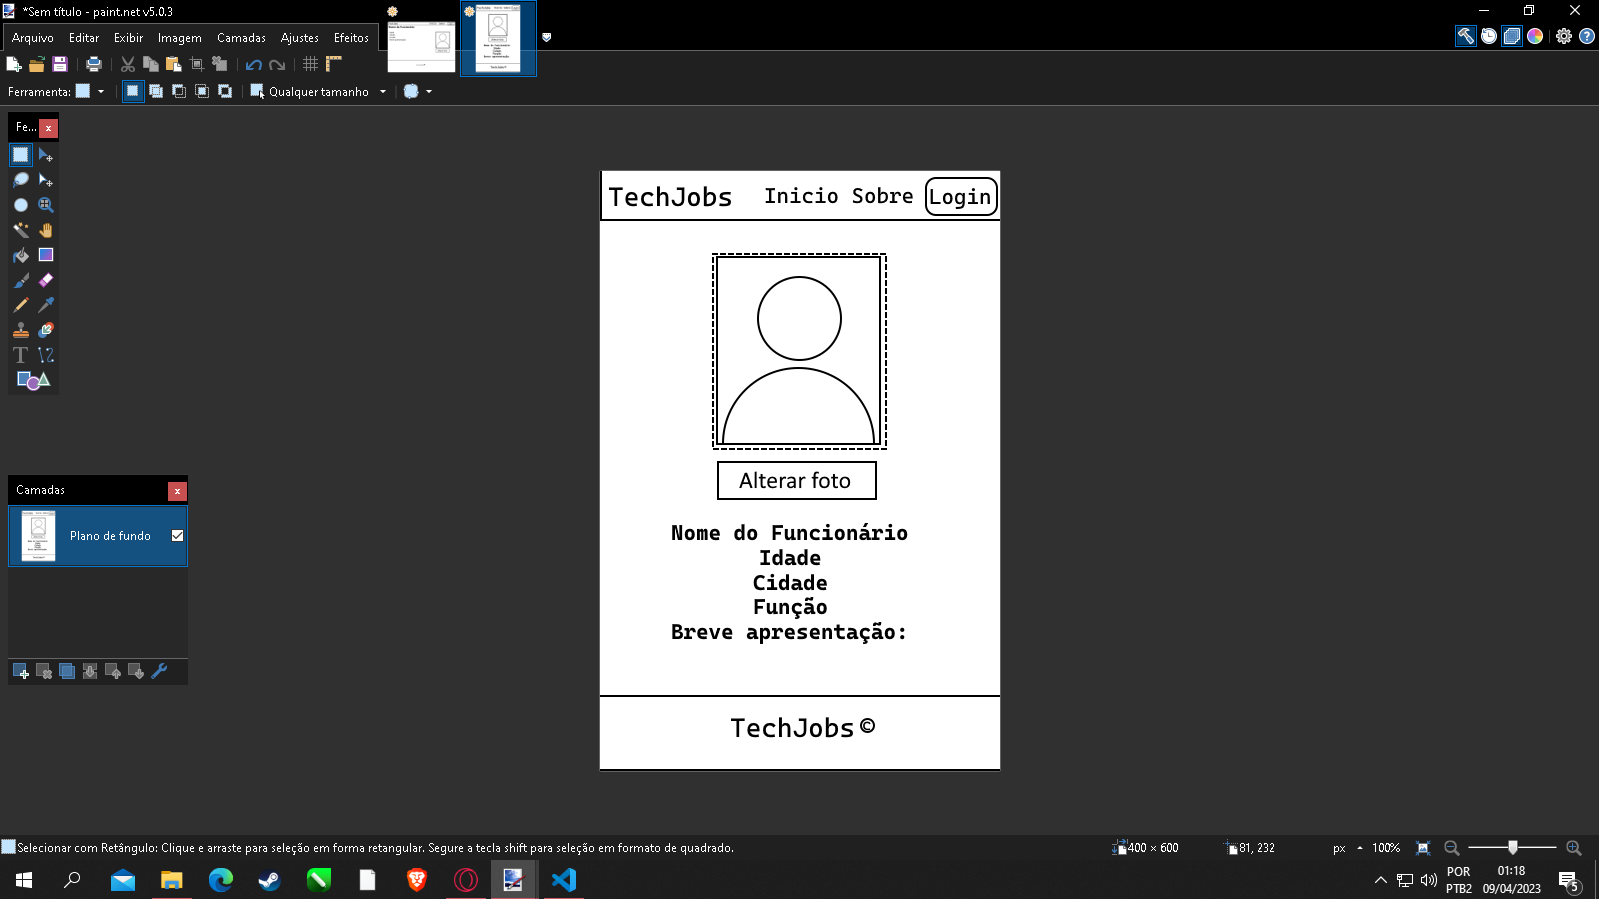 *Sem título - paint.net v5.0.3
Arquivo Editar Exibir Imagem Camadas Ajustes Efeitos
Ferramenta: Qualquer tamanho
Fe...
TechJobs Inicio Sobre Login
Alterar foto
Nome do Funcionário
Idade
Cidade
Função
Breve apresentação:
TechJobs ©
Camadas
Plano de fundo
Selecionar com Retângulo: Clique e arraste para seleção em forma retangular. Segure a tecla shift para seleção em formato de quadrado.
400 × 600 81, 232 px 100%
POR 01:18
PTB2 09/04/2023 5